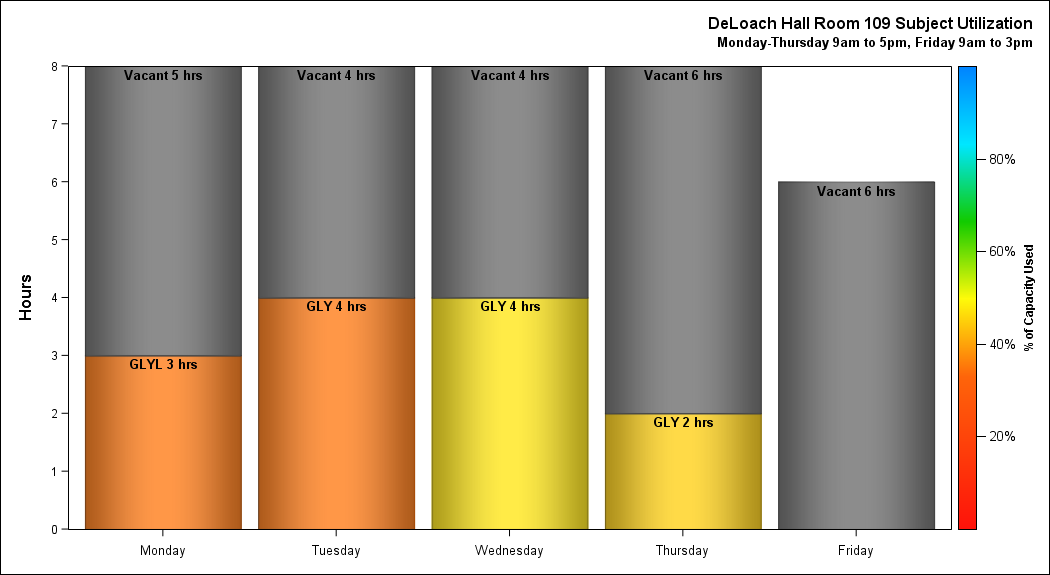 DeLoach Hall Room 109 Subject Utilization
Monday-Thursday 9am to 5pm, Friday 9am to 3pm
Hours
8
7
6
5
4
3
2
1
0
Vacant 5 hrs
Vacant 4 hrs
Vacant 4 hrs
Vacant 6 hrs
Vacant 6 hrs
GLYL 3 hrs
GLY 4 hrs
GLY 4 hrs
GLY 2 hrs
Monday
Tuesday
Wednesday
Thursday
Friday
80%
60%
40%
20%
% of Capacity Used